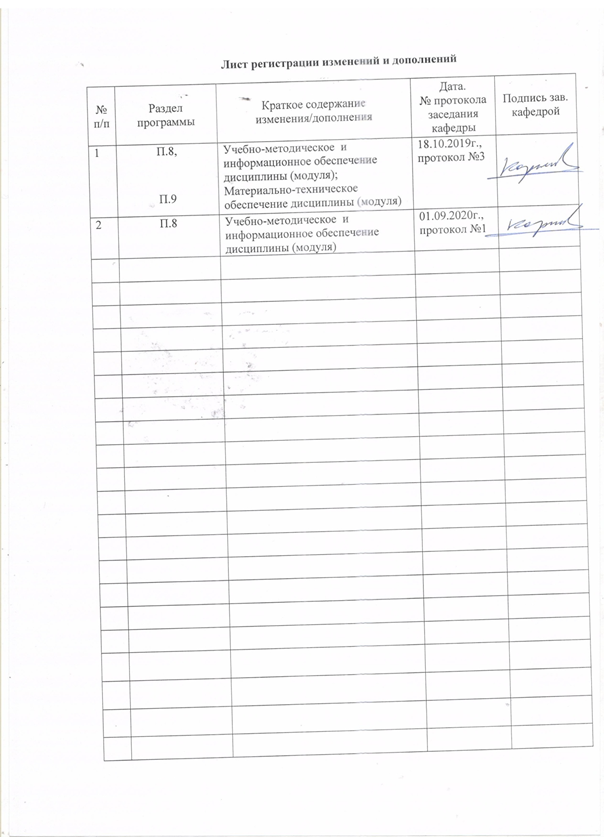 Лист регистрации изменений и дополнений
№
п/п
Раздел
программы
Краткое содержание
изменения/дополнения
Дата.
№ протокола
заседания
кафедры
Подпись зав.
кафедрой
1
П.8,
П.9
Учебно-методическое и
информационное обеспечение
дисциплины (модуля);
Материально-техническое
обеспечение дисциплины (модуля)
18.10.2019г.,
протокол №3
2
П.8
Учебно-методическое и
информационное обеспечение
дисциплины (модуля)
01.09.2020г.,
протокол №1